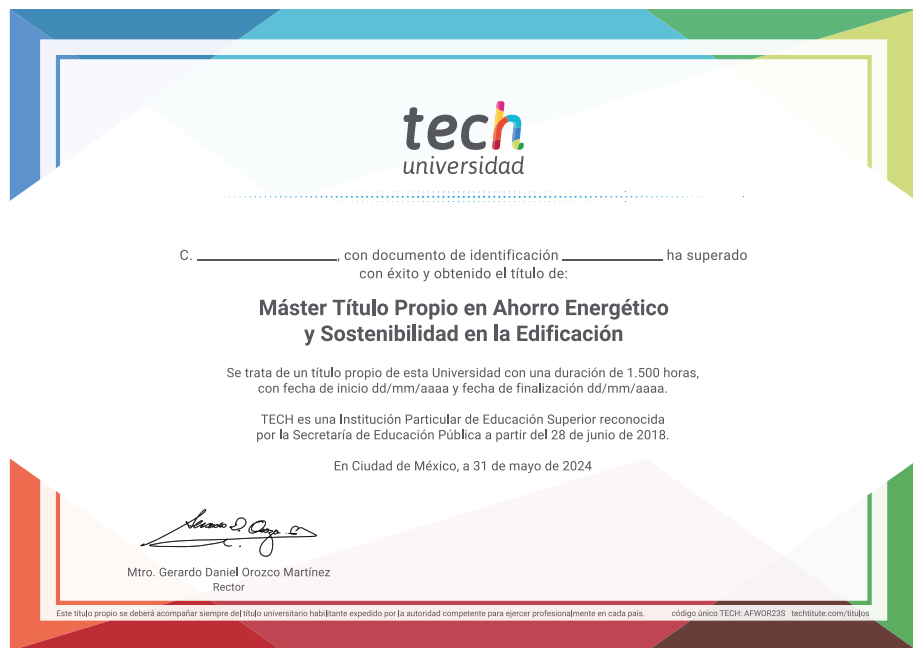 tech
universidad
C. ____________________, con documento de identificación ______________ ha superado
con éxito y obtenido el título de:
Máster Título Propio en Ahorro Energético
y Sostenibilidad en la Edificación
Se trata de un título propio de esta Universidad con una duración de 1.500 horas,
con fecha de inicio dd/mm/aaaa y fecha de finalización dd/mm/aaaa.
TECH es una Institución Particular de Educación Superior reconocida
por la Secretaría de Educación Pública a partir del 28 de junio de 2018.
En Ciudad de México, a 31 de mayo de 2024
Mtro. Gerardo Daniel Orozco Martínez
Rector
Este título propio se deberá acompañar siempre del título universitario habilitante expedido por la autoridad competente para ejercer profesionalmente en cada país. código único TECH: AFWOR23S techtitute.com/titulos